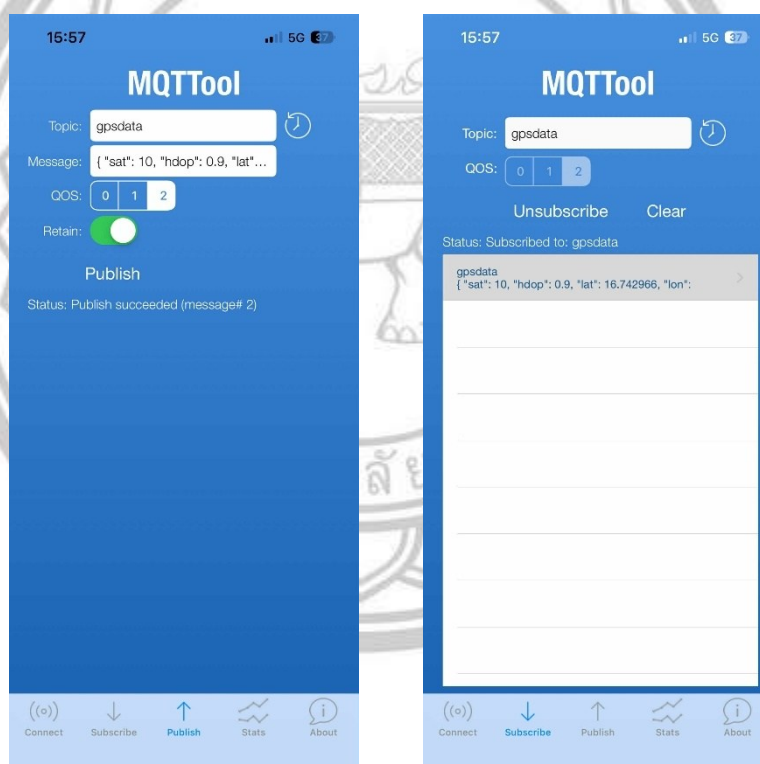 15:57
5G 37
MQTTool
Topic: gpsdata
Message: { "sat": 10, "hdop": 0.9, "lat"...
QOS: 0 1 2
Retain:
Publish
Status: Publish succeeded (message# 2)
Connect Subscribe Publish Stats About
15:57
5G 37
MQTTool
Topic: gpsdata
QOS: 0 1 2
Unsubscribe Clear
Status: Subscribed to: gpsdata
gpsdata
{ "sat": 10, "hdop": 0.9, "lat": 16.742966, "lon":
Connect Subscribe Publish Stats About